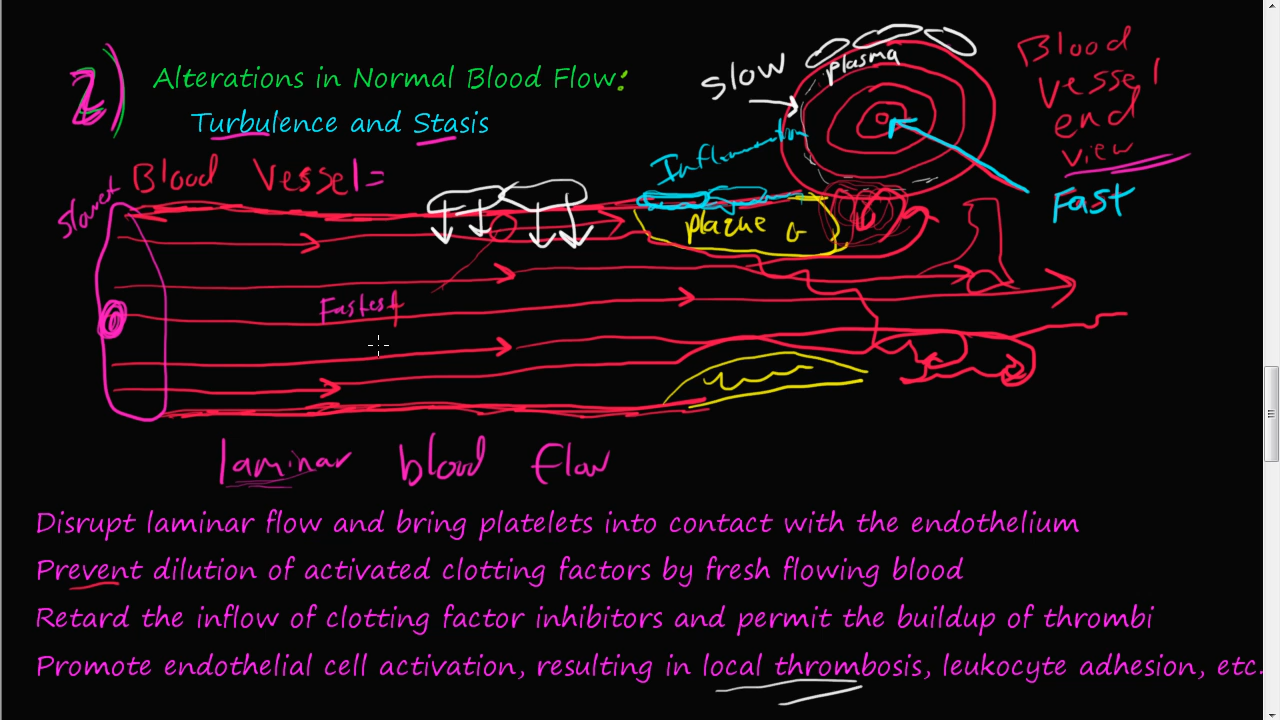 2)
Alterations in Normal Blood Flow:
Turbulence and Stasis
Blood Vessel=
slowest
Fastest
slow
plasma
Inflammation
plaque
Blood
vessel
end
view
Fast
laminar blood flow
Disrupt laminar flow and bring platelets into contact with the endothelium
Prevent dilution of activated clotting factors by fresh flowing blood
Retard the inflow of clotting factor inhibitors and permit the buildup of thrombi
Promote endothelial cell activation, resulting in local thrombosis, leukocyte adhesion, etc.